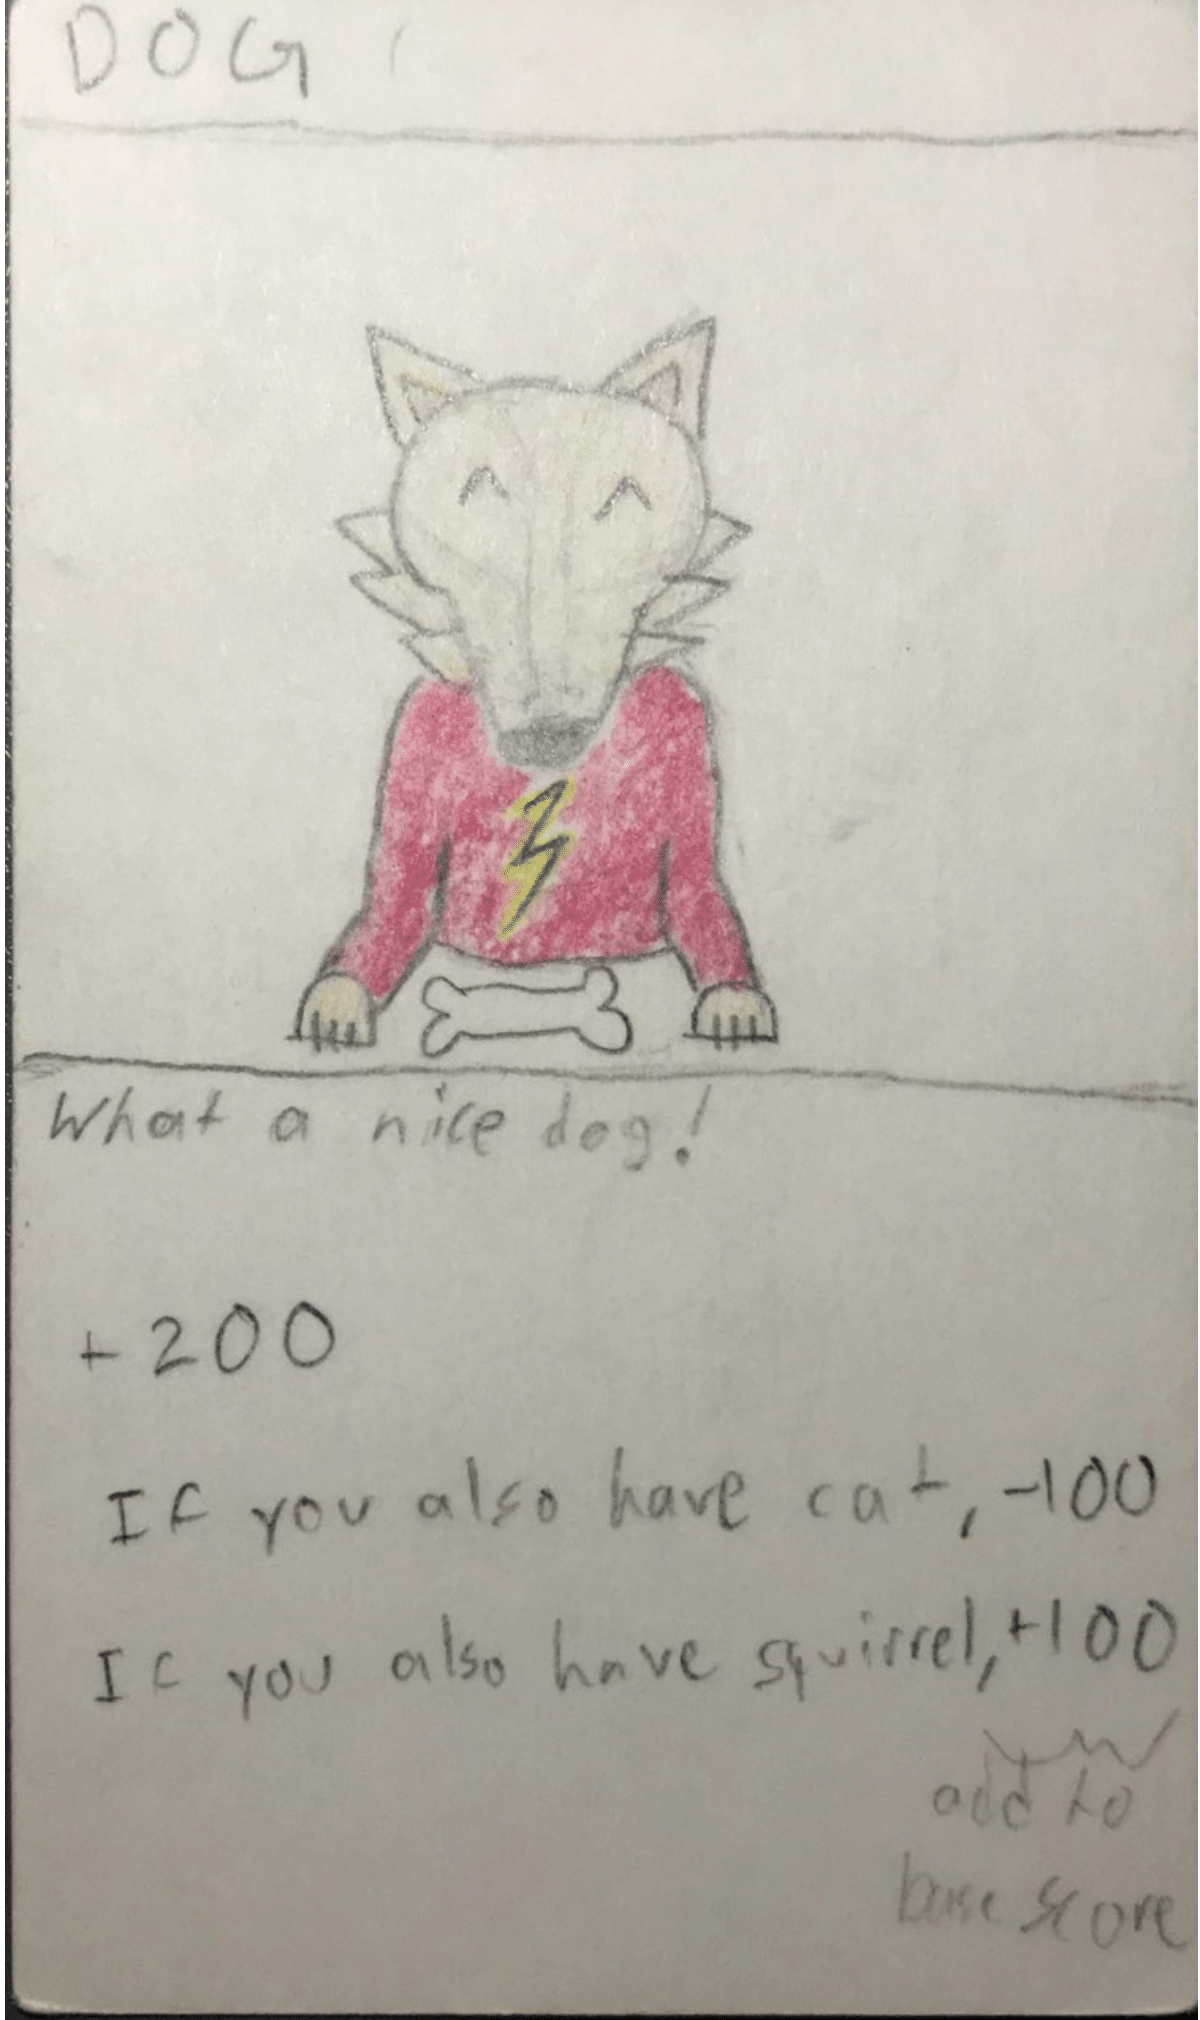 DOG
What a nice dog!
+200
If you also have cat, -100
If you also have squirrel, +100
add to
base score